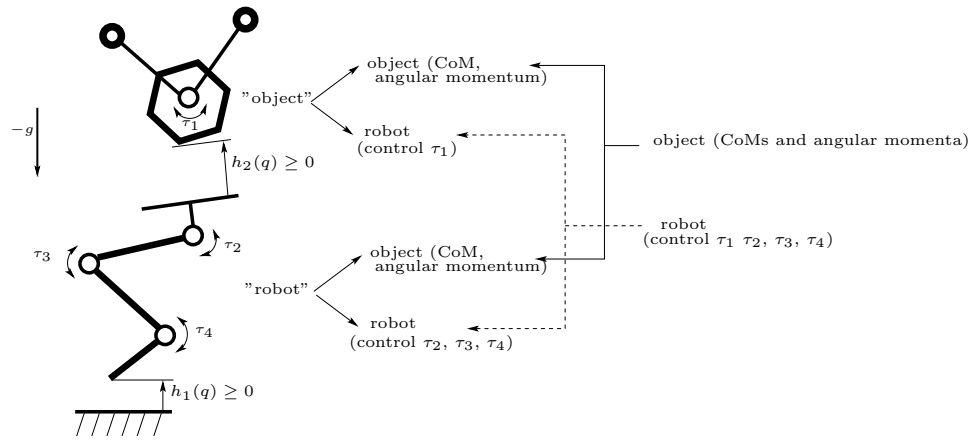 object (CoM,
angular momentum)
"object"
−g
τ1
robot
(control τ1)
object (CoMs and angular momenta)
h2(q) ≥ 0
τ2
τ3
robot
(control τ1 τ2, τ3, τ4)
object (CoM,
angular momentum)
"robot"
τ4
robot
(control τ2, τ3, τ4)
h1(q) ≥ 0